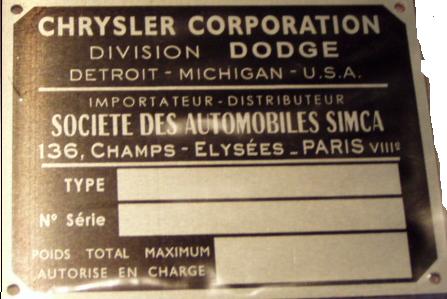 CHRYSLER CORPORATION
DIVISION DODGE
DETROIT - MICHIGAN - U.S.A.
IMPORTATEUR - DISTRIBUTEUR
SOCIETE DES AUTOMOBILES SIMCA
136, CHAMPS - ELYSÉES - PARIS VIIIe
TYPE
No Série
POIDS TOTAL MAXIMUM
AUTORISE EN CHARGE